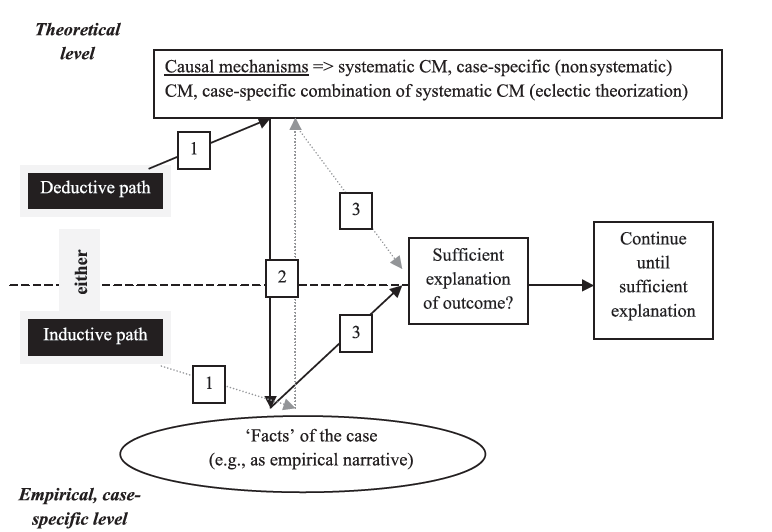 Theoretical
level
Causal mechanisms => systematic CM, case-specific (nonsystematic)
CM, case-specific combination of systematic CM (eclectic theorization)
1
Deductive path
3
either
2
Sufficient
explanation
of outcome?
Continue
until
sufficient
explanation
Inductive path
3
1
‘Facts’ of the case
(e.g., as empirical narrative)
Empirical, case-
specific level